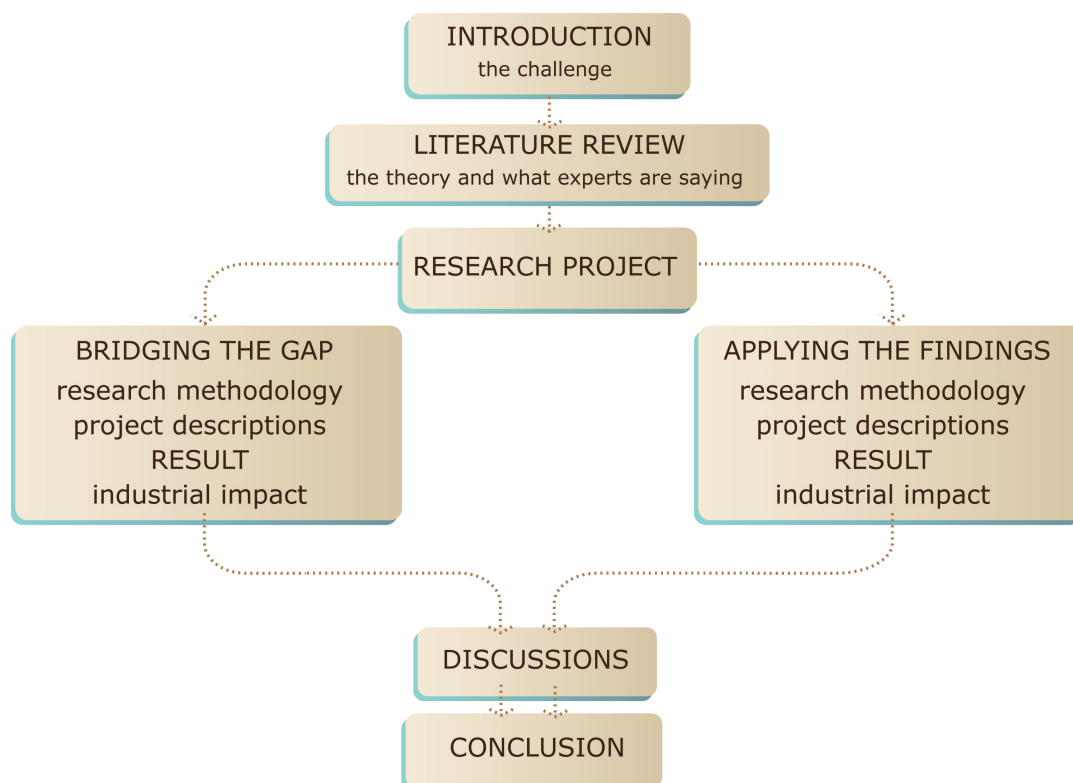 INTRODUCTION
the challenge
LITERATURE REVIEW
the theory and what experts are saying
RESEARCH PROJECT
BRIDGING THE GAP
research methodology
project descriptions
RESULT
industrial impact
APPLYING THE FINDINGS
research methodology
project descriptions
RESULT
industrial impact
DISCUSSIONS
CONCLUSION